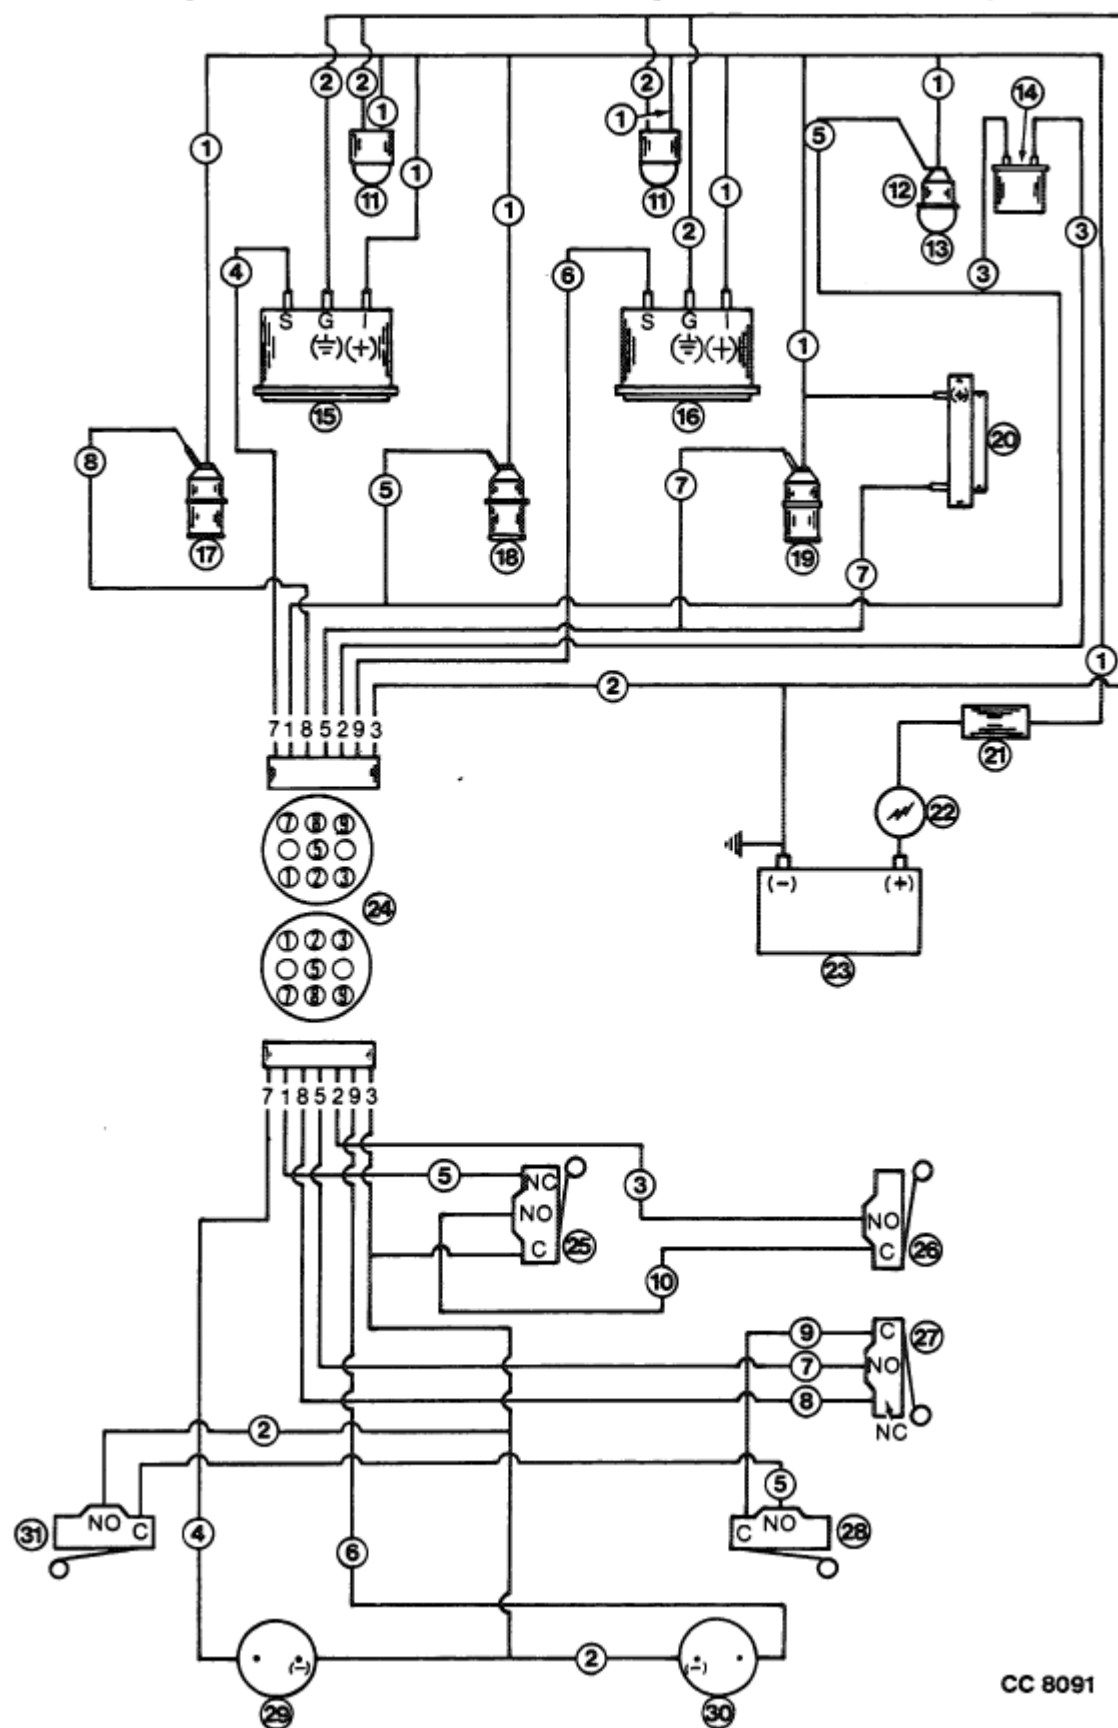 2 2 1 2 1 1 14
5
1 1 11 1 11 1 12 13
1 2 3 3
4 6
S G I S G I
(+) (+)
15 16 1
(+) 20
8 5 7
17 18 19
7
1
2
7 1 8 5 2 9 3
21
22
7 8 9
5
1 2 3
(-) (+)
24
1 2 3
5
7 8 9
23
7 1 8 5 2 9 3
5 NC 3
NO NO
C 25 C 26
10
9 C 27
7 NO
8
2 NC
5
31 NO C 4 6 C NO 28
(-) 2 (-)
29 30
CC 8091